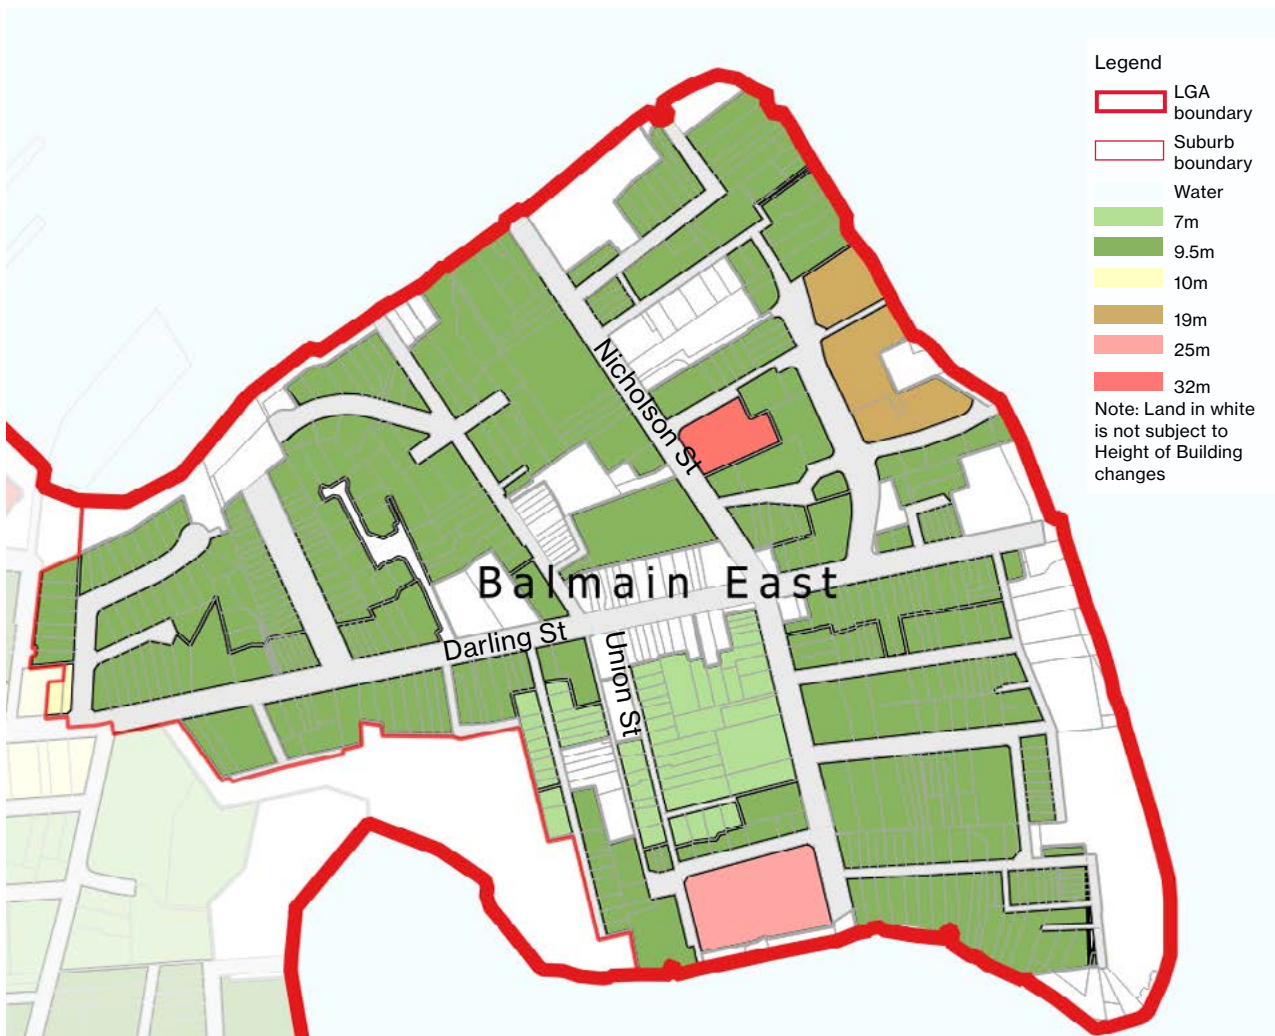 Legend
LGA
boundary
Suburb
boundary
Water
7m
9.5m
10m
19m
25m
32m
Note: Land in white
is not subject to
Height of Building
changes
Nicholson St
Balmain East
Darling St
Union St